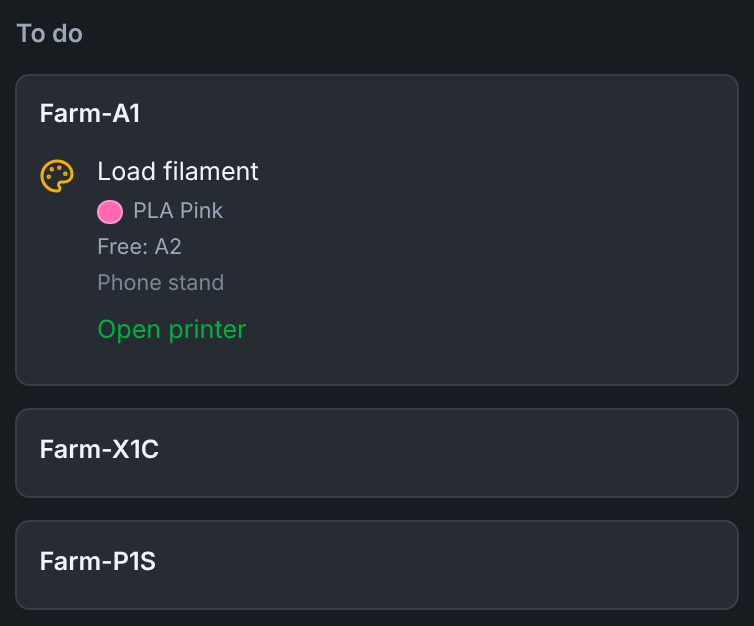 To do
Farm-A1
Load filament
PLA Pink
Free: A2
Phone stand
Open printer
Farm-X1C
Farm-P1S